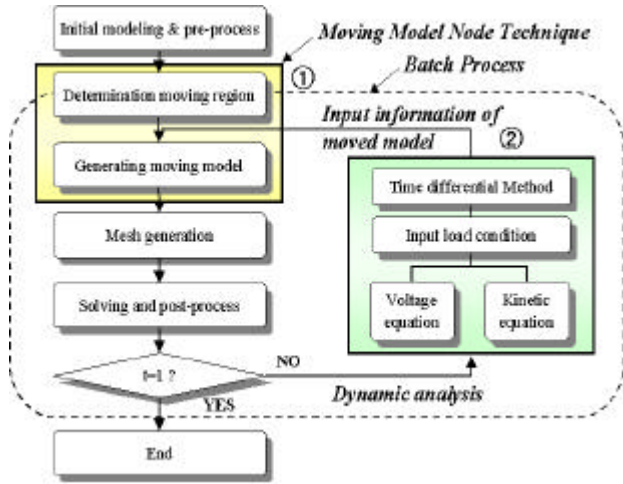 Initial modeling & pre-process
Moving Model Node Technique
①
Batch Process
Determination moving region
Input information of
moved model
②
Generating moving model
Time differential Method
Mesh generation
Input load condition
Solving and post-process
Voltage
equation
Kinetic
equation
t=1 ?
NO
Dynamic analysis
YES
End